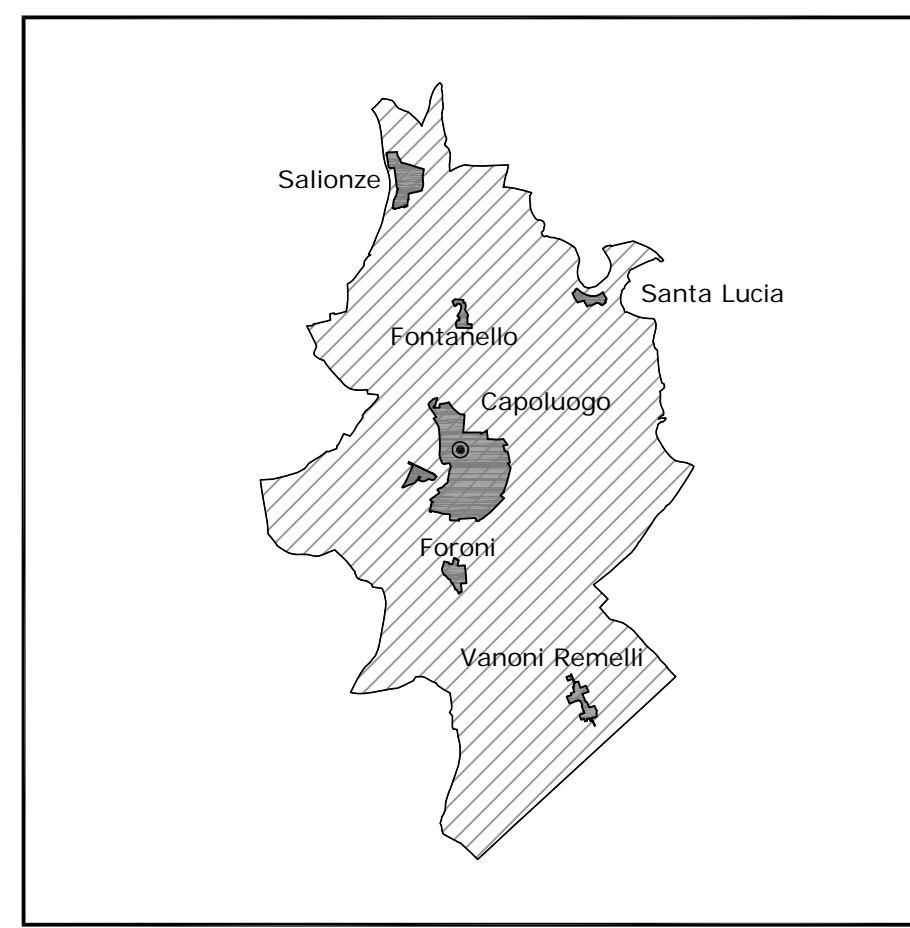 Salionze
Santa Lucia
Fontanello
Capoluogo
Foroni
Vanoni Remelli